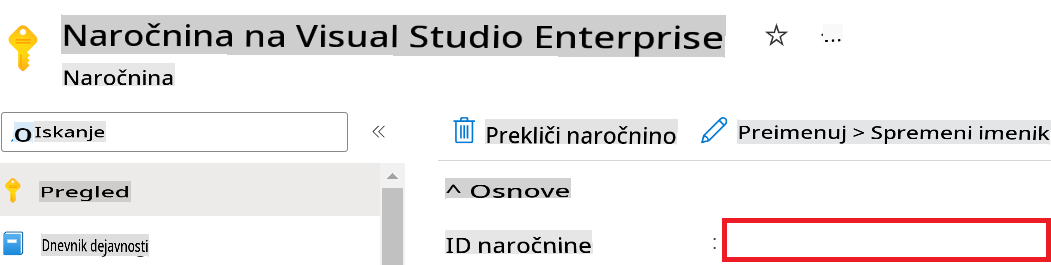 Naročnina na Visual Studio Enterprise
...
Naročnina
Iskanje «
Prekliči naročnino Preimenuj > Spremeni imenik
Pregled
^ Osnove
Dnevnik dejavnosti
ID naročnine :